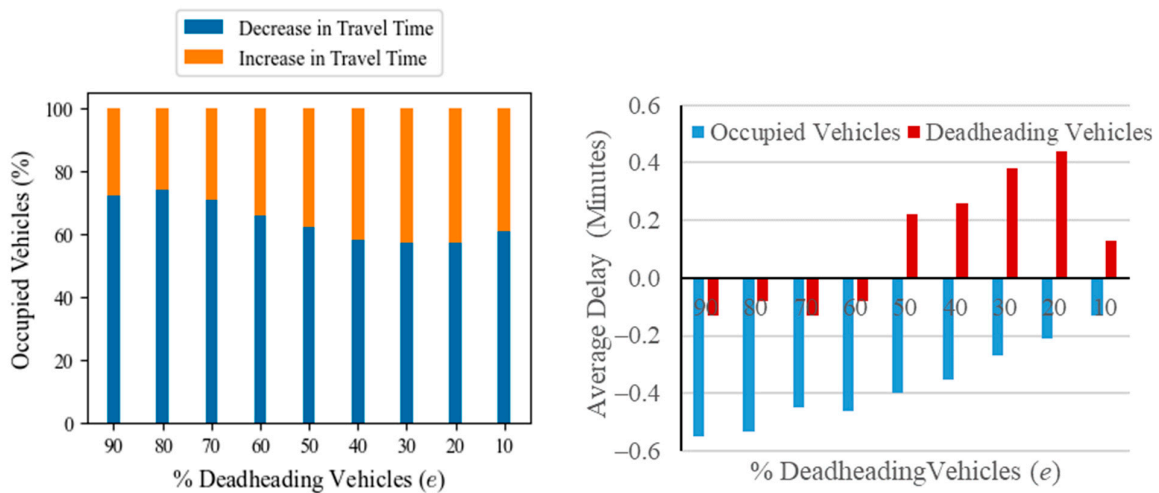 Decrease in Travel Time
Increase in Travel Time
Occupied Vehicles (%)
100
80
60
40
20
0
90 80 70 60 50 40 30 20 10
% Deadheading Vehicles (e)
Average Delay (Minutes)
0.6
0.4
0.2
0.0
−0.2
−0.4
−0.6
Occupied Vehicles Deadheading Vehicles
90 80 70 60 50 40 30 20 10
% DeadheadingVehicles (e)